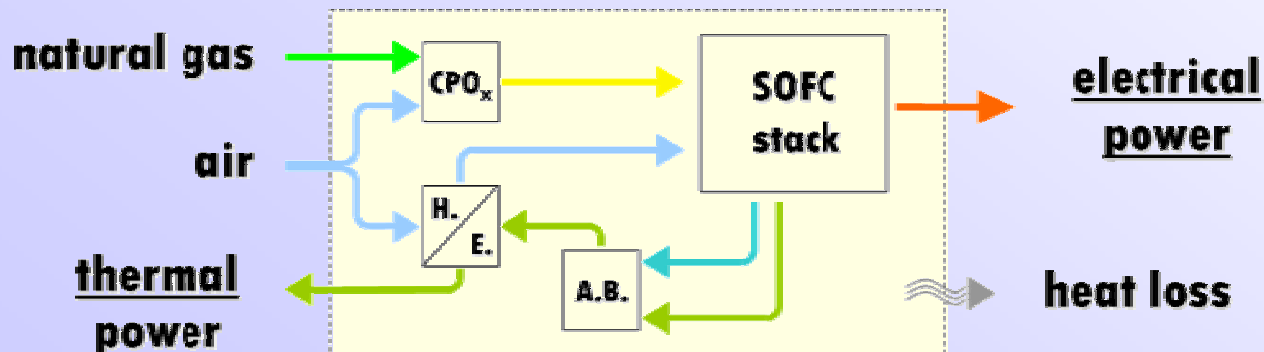 natural gas
air
thermal
power
CPOx
H.
E.
A.B.
SOFC
stack
electrical
power
heat loss